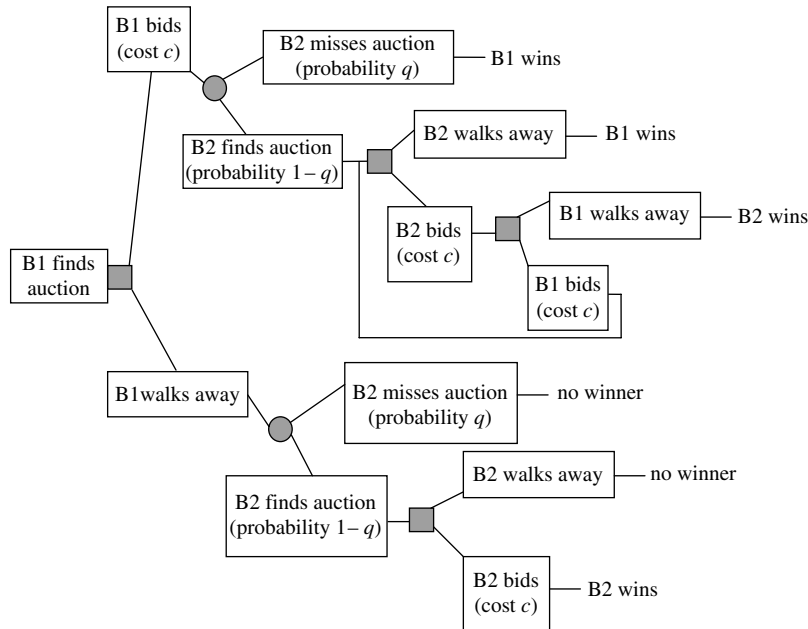 B1 bids
(cost c)
B2 misses auction
(probability q)
B1 wins
B2 finds auction
(probability 1– q)
B2 walks away
B1 wins
B2 bids
(cost c)
B1 walks away
B2 wins
B1 bids
(cost c)
B1 finds
auction
B1walks away
B2 misses auction
(probability q)
no winner
B2 finds auction
(probability 1– q)
B2 walks away
no winner
B2 bids
(cost c)
B2 wins